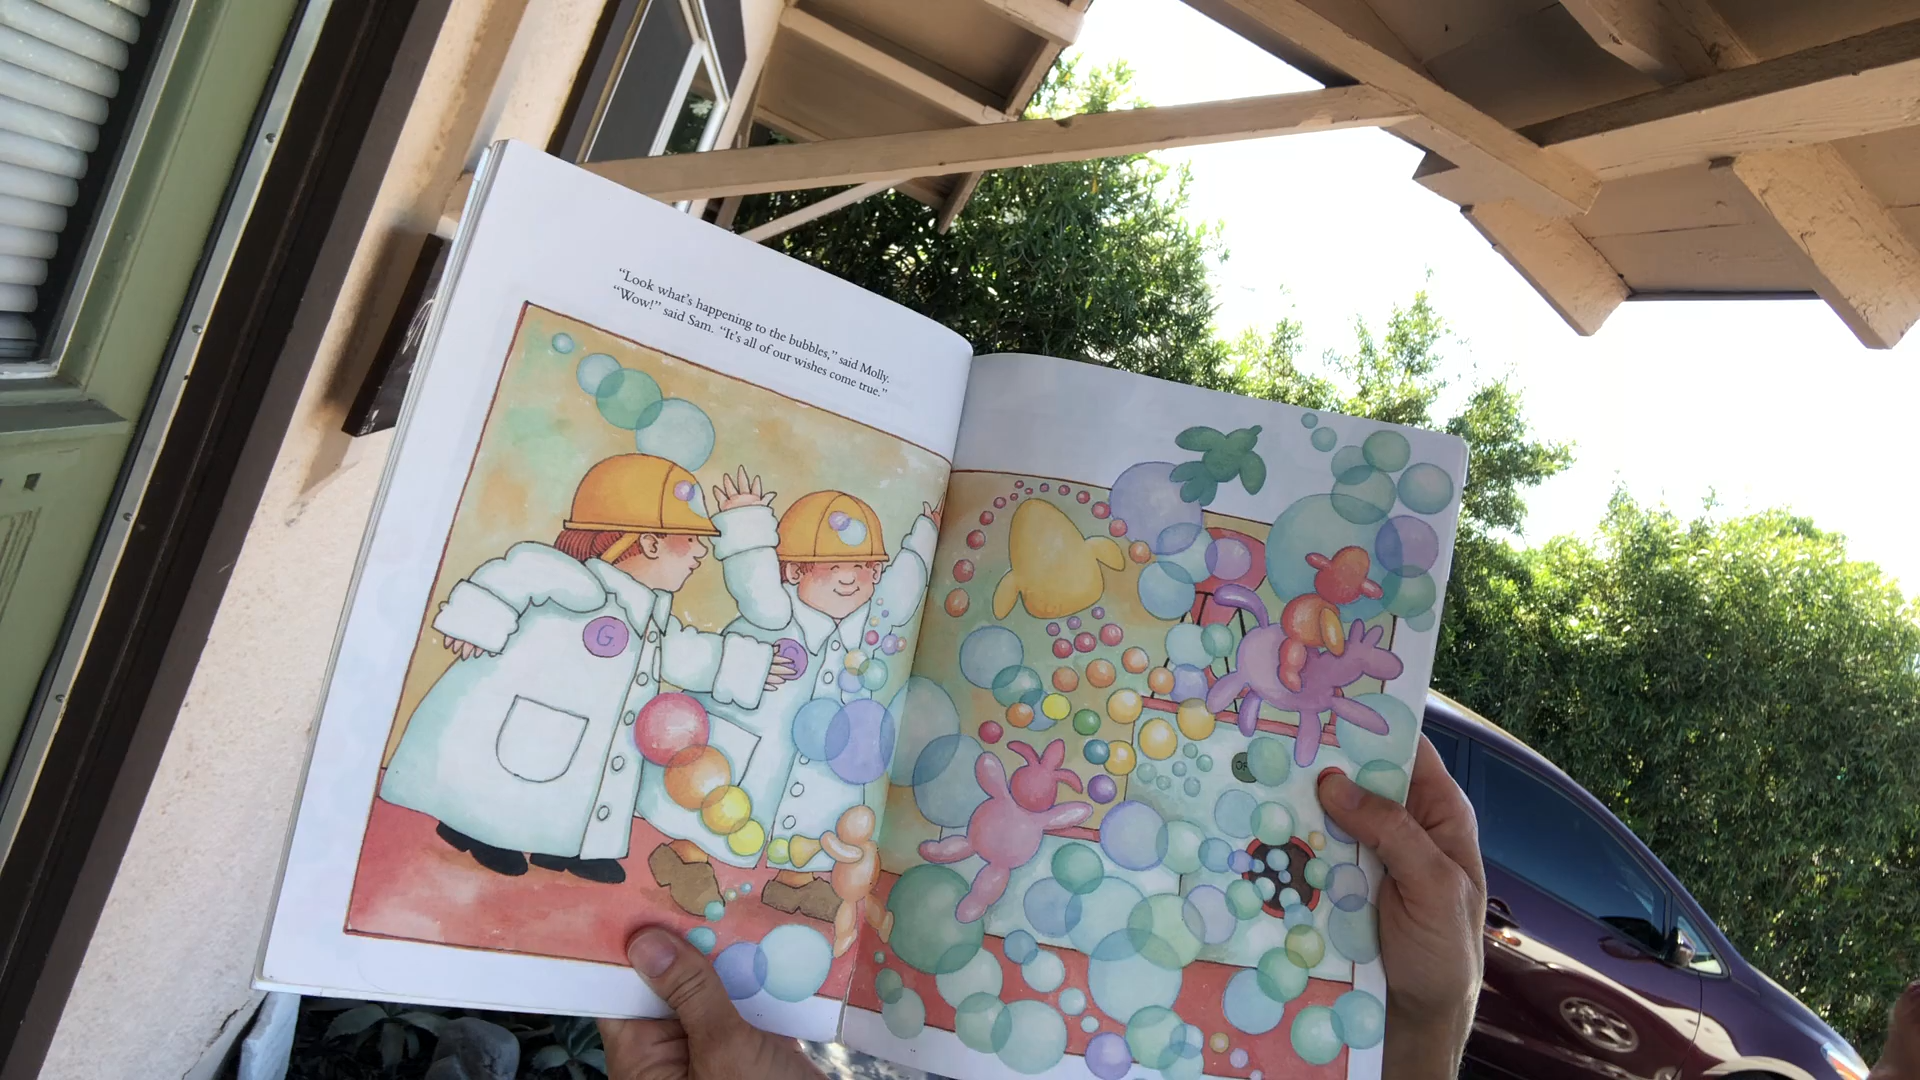 “Look what’s happening to the bubbles,” said Molly.
“Wow!” said Sam. “It’s all of our wishes come true.”
G